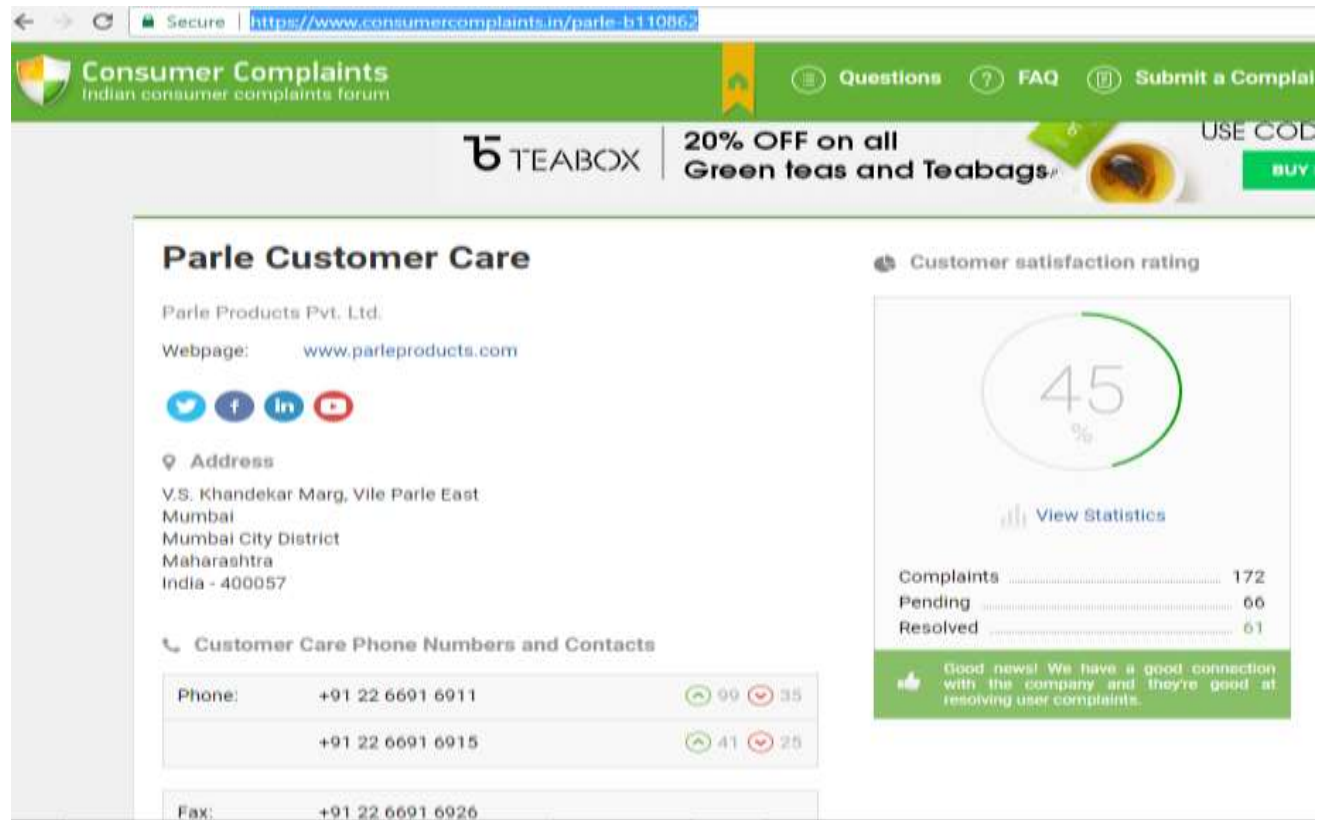 Secure | https://www.consumercomplaints.in/parle-b110862
Consumer Complaints
Indian consumer complaints forum
Questions
FAQ
Submit a Complai
TEABOX
20% OFF on all
Green teas and Teabags
USE COD
BUY
Parle Customer Care
Parle Products Pvt. Ltd.
Webpage: www.parleproducts.com
Address
V.S. Khandekar Marg, Vile Parle East
Mumbai
Mumbai City District
Maharashtra
India - 400057
Customer Care Phone Numbers and Contacts
Phone: +91 22 6691 6911 99 35
+91 22 6691 6915 41 25
Fax: +91 22 6691 6926
Customer satisfaction rating
45
%
View Statistics
Complaints 172
Pending 66
Resolved 61
Good news! We have a good connection
with the company and they're good at
resolving user complaints.